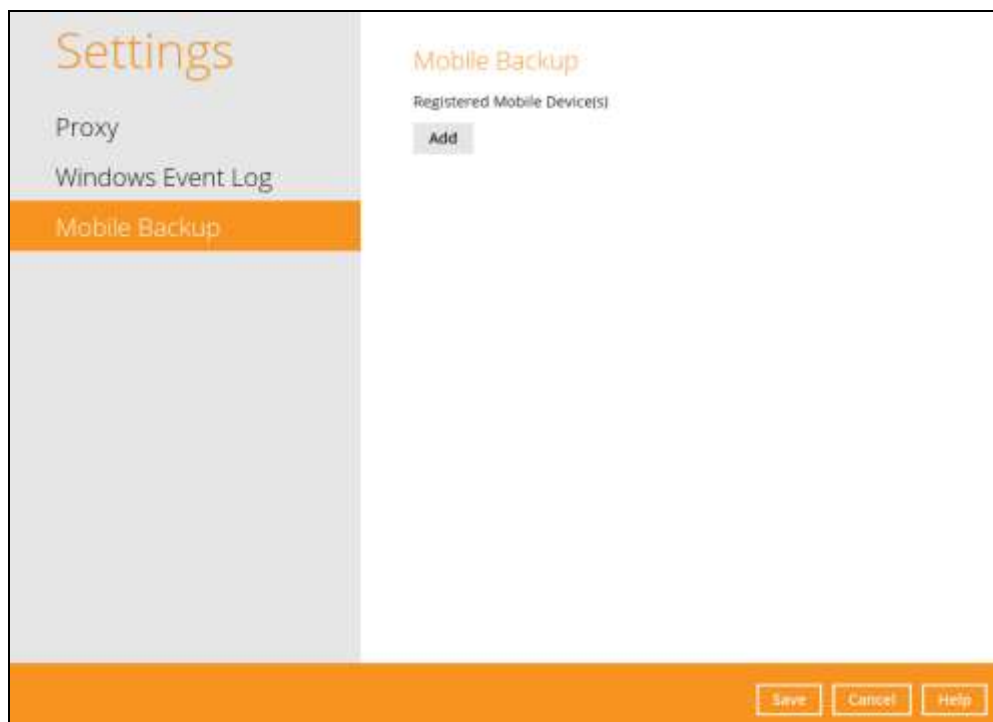 Settings
Proxy
Windows Event Log
Mobile Backup
Mobile Backup
Registered Mobile Device(s)
Add
Save
Cancel
Help